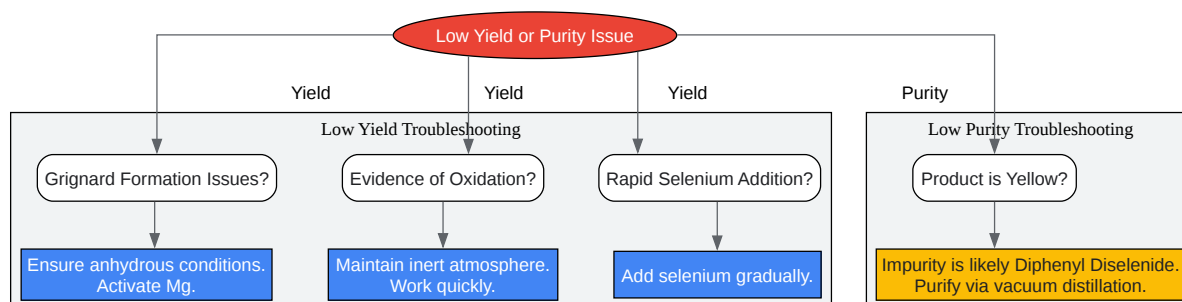 Low Yield or Purity Issue
Yield
Yield
Yield
Purity
Low Yield Troubleshooting
Low Purity Troubleshooting
Grignard Formation Issues?
Evidence of Oxidation?
Rapid Selenium Addition?
Product is Yellow?
Ensure anhydrous conditions.
Activate Mg.
Maintain inert atmosphere.
Work quickly.
Add selenium gradually.
Impurity is likely Diphenyl Diselenide.
Purify via vacuum distillation.